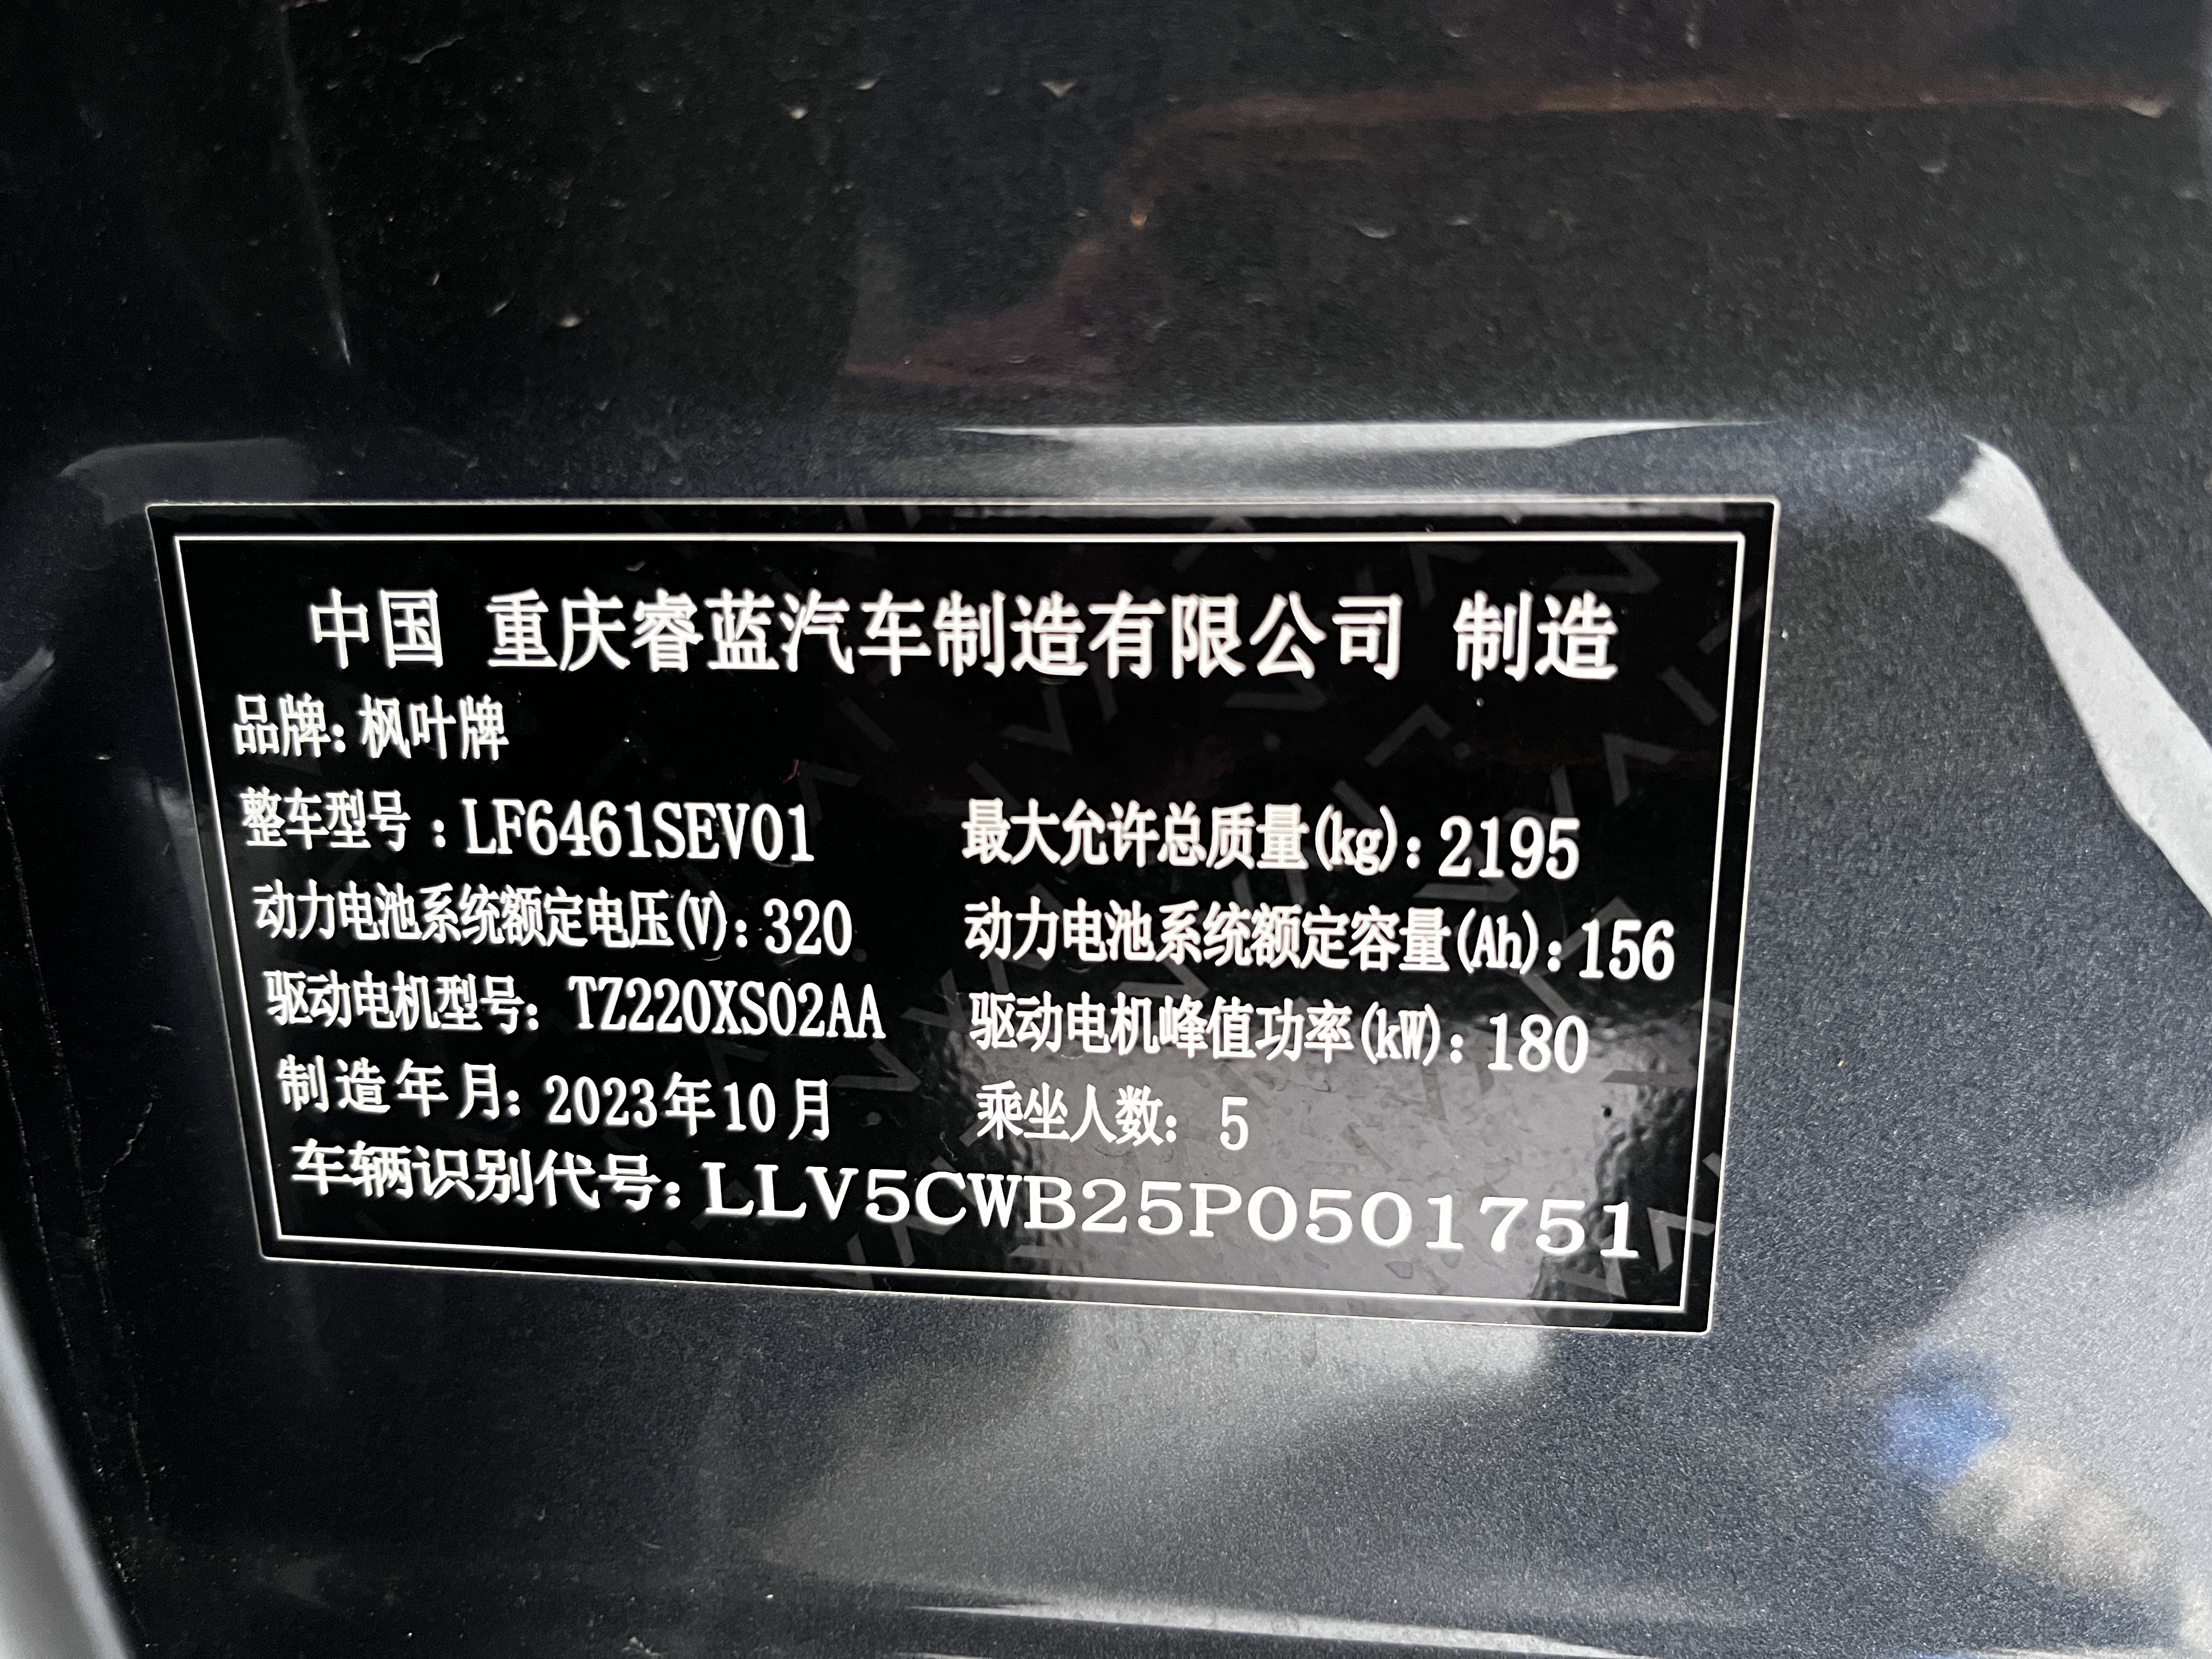 中国 重庆睿蓝汽车制造有限公司 制造
品牌: 枫叶牌
整车型号：LF6461SEV01 最大允许总质量(kg): 2195
动力电池系统额定电压(V): 320 动力电池系统额定容量(Ah): 156
驱动电机型号: TZ220XS02AA 驱动电机峰值功率(kW): 180
制造年月: 2023年10月 乘坐人数: 5
车辆识别代号: LLV5CWB25P0501751